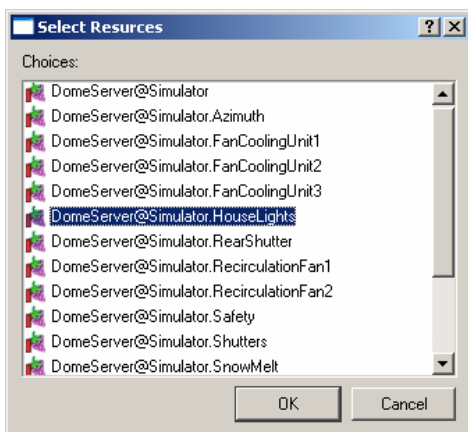 Select Resurces
Choices:
DomeServer@Simulator
DomeServer@Simulator.Azimuth
DomeServer@Simulator.FanCoolingUnit1
DomeServer@Simulator.FanCoolingUnit2
DomeServer@Simulator.FanCoolingUnit3
DomeServer@Simulator.HouseLights
DomeServer@Simulator.RearShutter
DomeServer@Simulator.RecirculationFan1
DomeServer@Simulator.RecirculationFan2
DomeServer@Simulator.Safety
DomeServer@Simulator.Shutters
DomeServer@Simulator.SnowMelt
OK Cancel